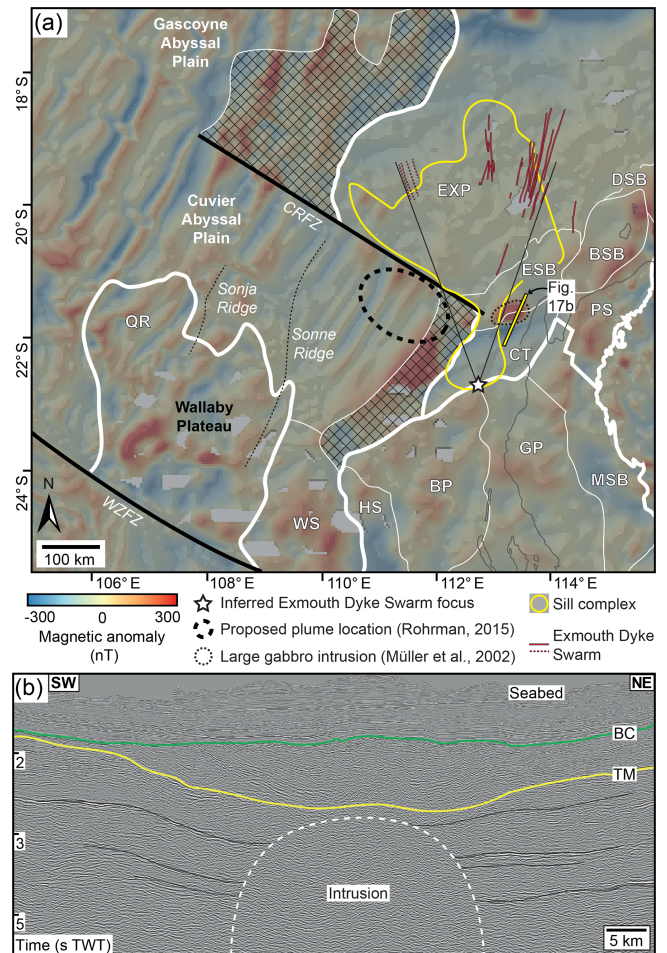 (a)
Gascoyne
Abyssal
Plain
18°S
20°S
22°S
24°S
Cuvier
Abyssal
Plain
CRFZ
EXP
DSB
BSB
ESB
Fig.
17b
PS
CT
Sonja
Ridge
Sonne
Ridge
QR
Wallaby
Plateau
GP
BP
MSB
HS
WS
WZFZ
N
100 km
106°E
108°E
110°E
112°E
114°E
-300
0
300
Magnetic anomaly
(nT)
Inferred Exmouth Dyke Swarm focus
Proposed plume location (Rohrman, 2015)
Large gabbro intrusion (Müller et al., 2002)
Sill complex
Exmouth Dyke
Swarm
(b)
SW
NE
Seabed
BC
TM
2
3
5
Intrusion
Time (s TWT)
5 km